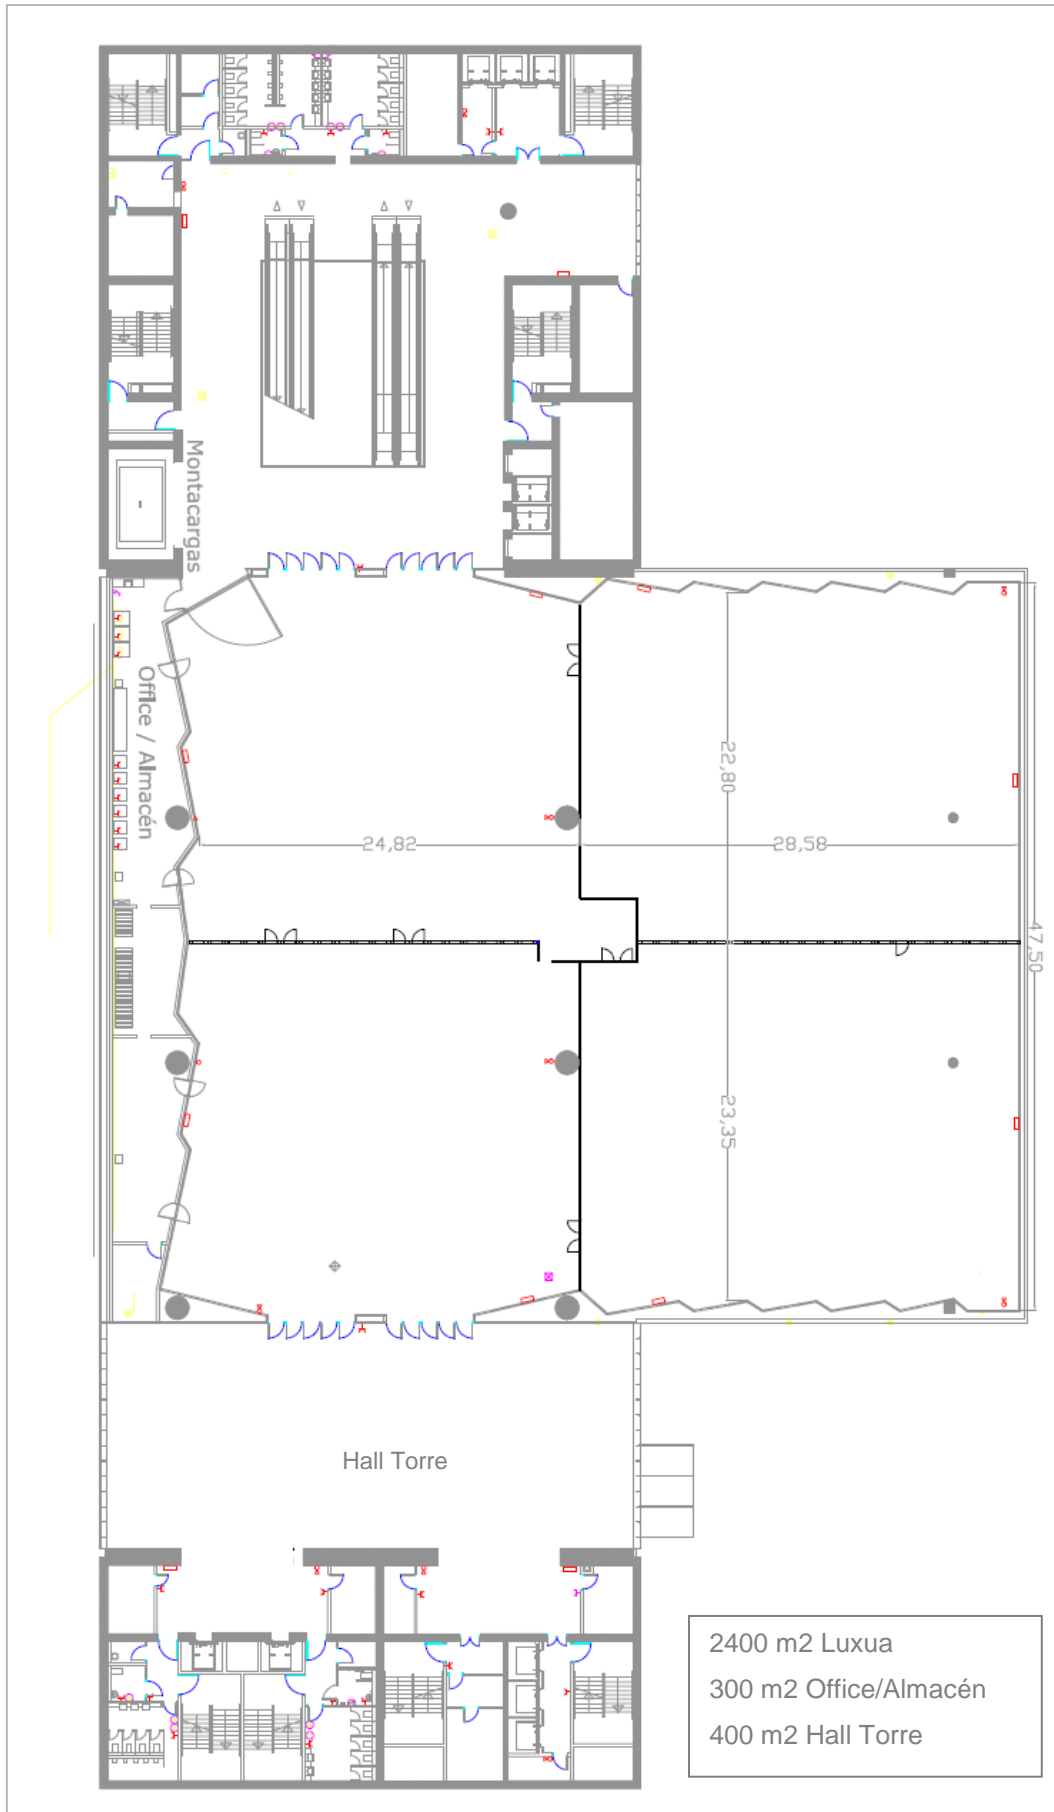 Montacargas
Office / Almacén
22,80
24,82
28,58
47,50
23,35
Hall Torre
2400 m2 Luxua
300 m2 Office/Almacén
400 m2 Hall Torre